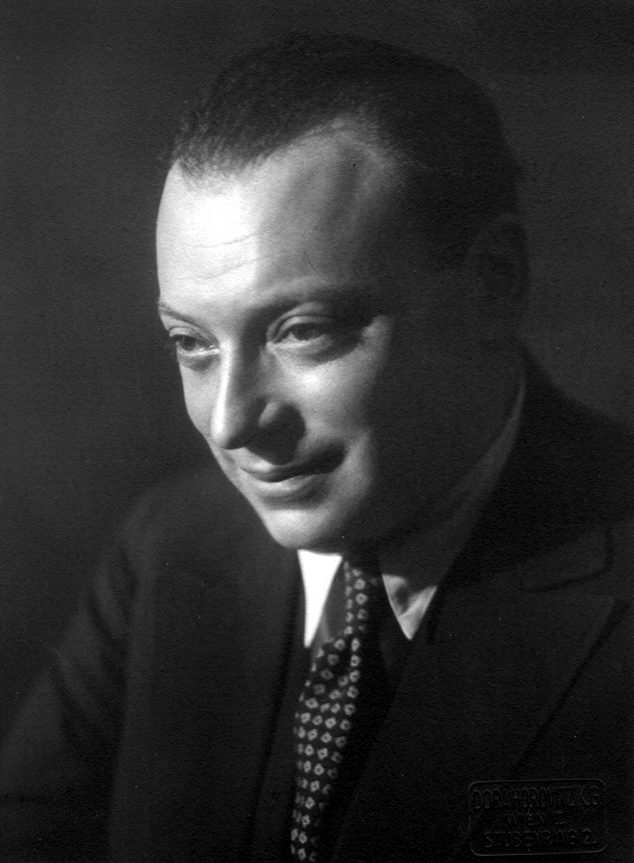 DORA HOROVITZ K.G.
WIEN I.
STUBENRING 2.